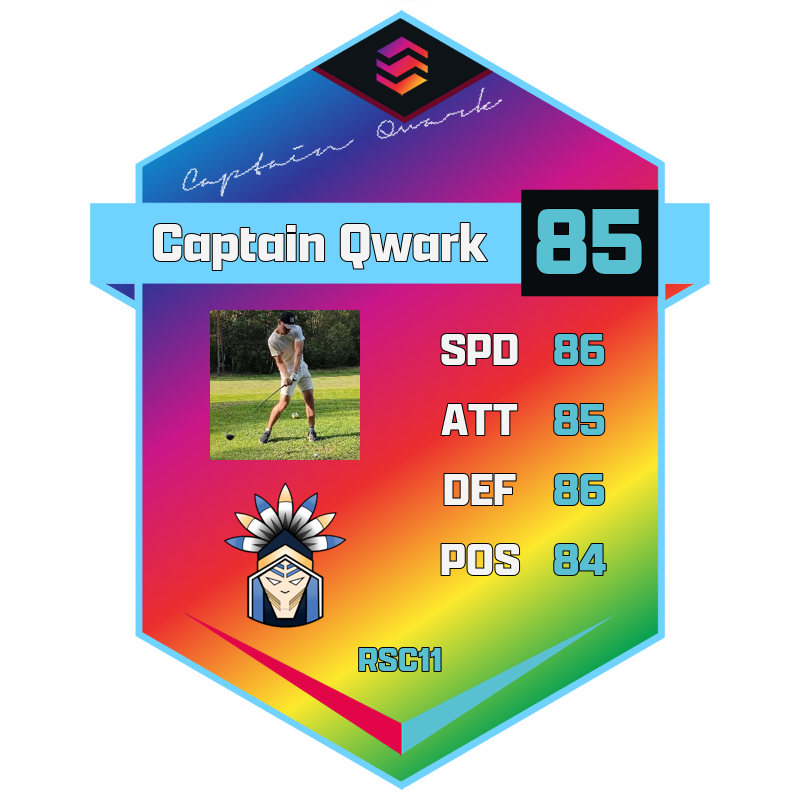 Captain Qwark
Captain Qwark 85
SPD 86
ATT 85
DEF 86
POS 84
RSC11